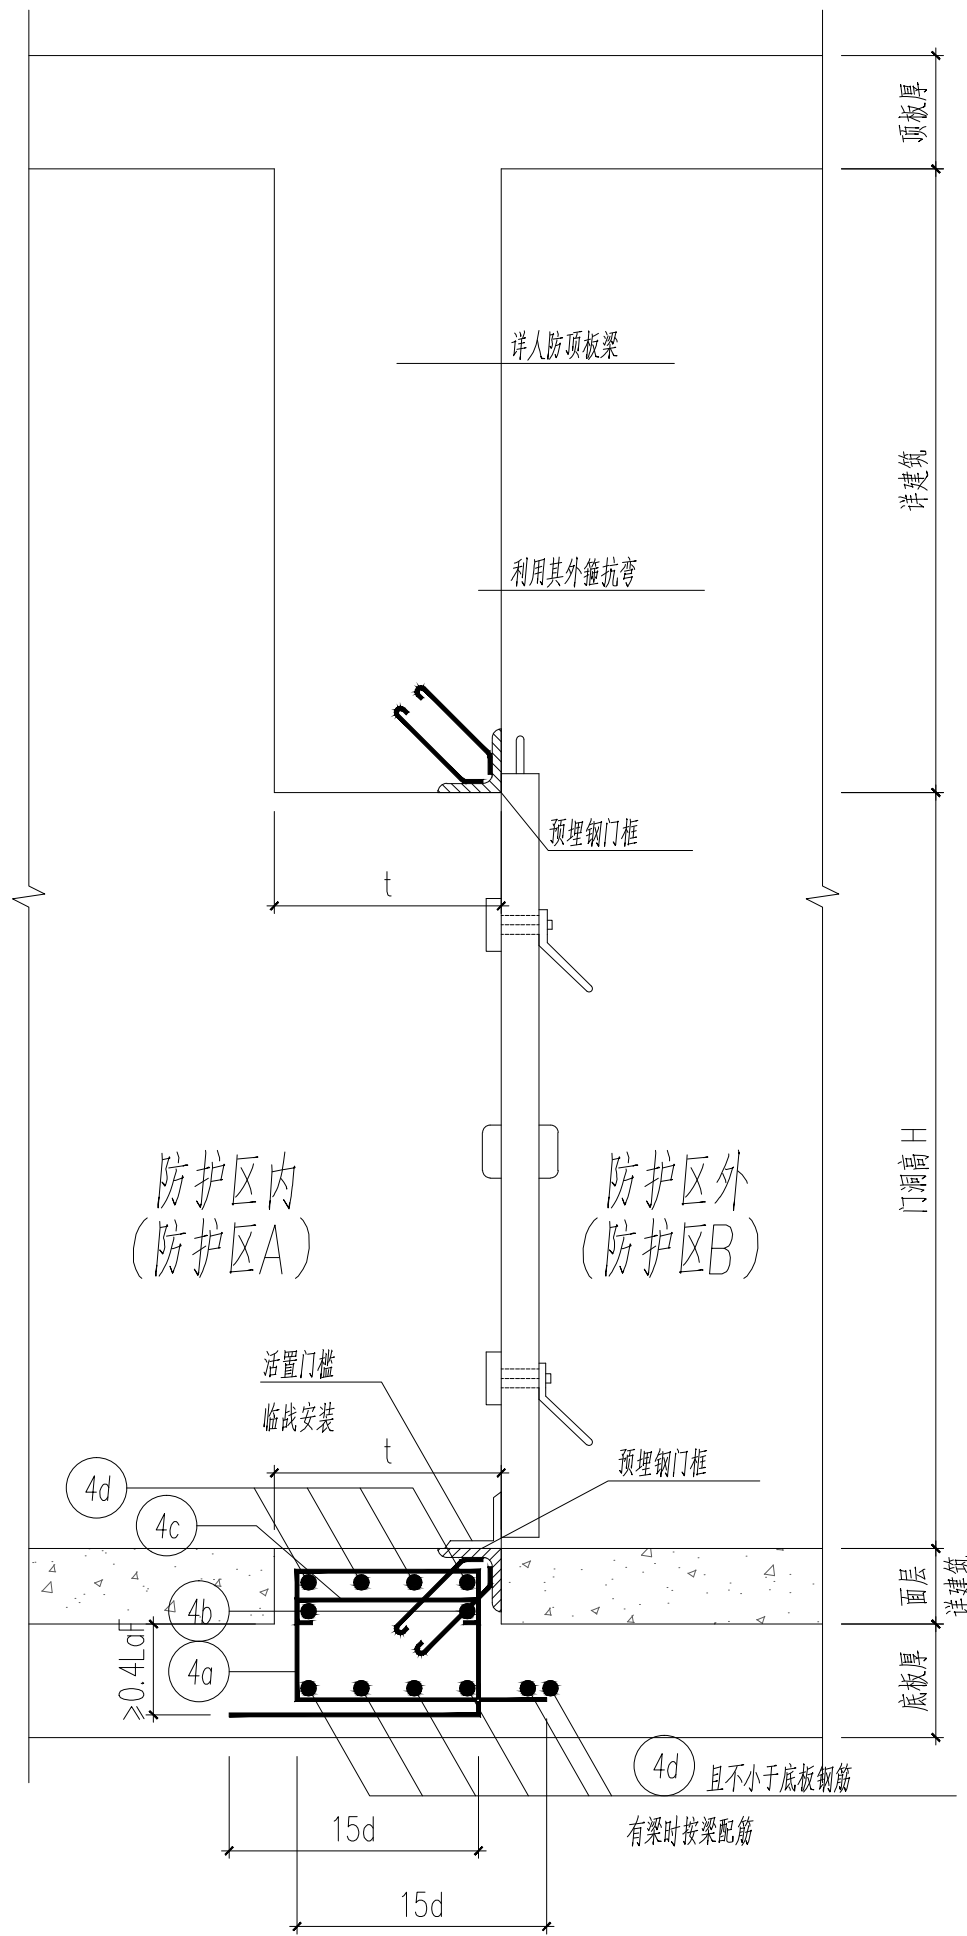 顶板厚
详人防顶板梁
详建筑
利用其外箍抗弯
预埋钢门框
t
防护区内
(防护区A)
防护区外
(防护区B)
门洞高 H
活置门槛
临战安装
t
预埋钢门框
4d
4c
4b
4a
≥0.4LaF
面层
详建筑
底板厚
4d 且不小于底板钢筋
有梁时按梁配筋
15d
15d